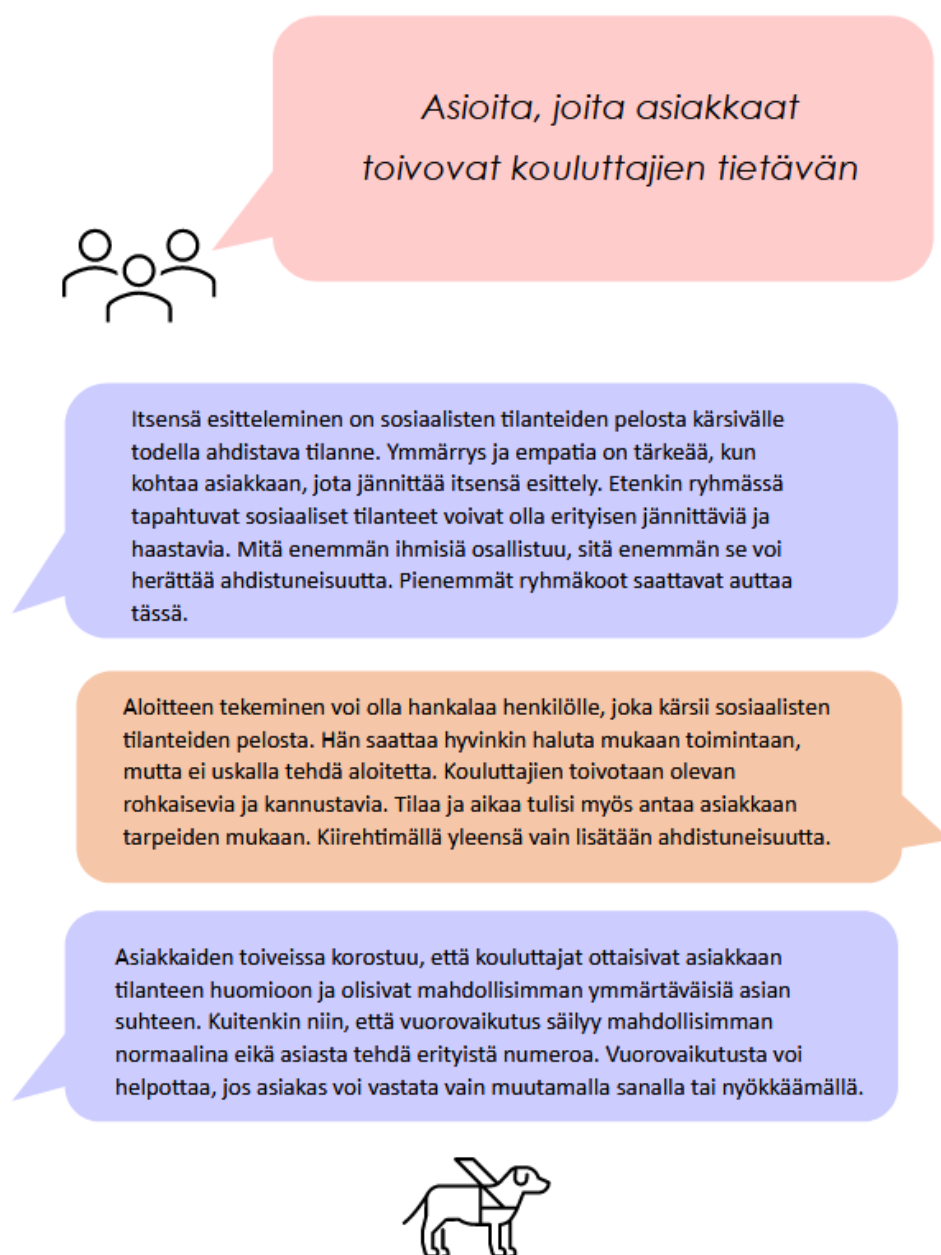 Asioita, joita asiakkaat
toivovat kouluttajien tietävän
Itsensä esitteleminen on sosiaalisten tilanteiden pelosta kärsivälle
todella ahdistava tilanne. Ymmärrys ja empatia on tärkeää, kun
kohtaa asiakkaan, jota jännittää itsensä esittely. Etenkin ryhmässä
tapahtuvat sosiaaliset tilanteet voivat olla erityisen jännittäviä ja
haastavia. Mitä enemmän ihmisiä osallistuu, sitä enemmän se voi
herättää ahdistuneisuutta. Pienemmät ryhmäkoot saattavat auttaa
tässä.
Aloitteen tekeminen voi olla hankalaa henkilölle, joka kärsii sosiaalisten
tilanteiden pelosta. Hän saattaa hyvinkin haluta mukaan toimintaan,
mutta ei uskalla tehdä aloitetta. Kouluttajien toivotaan olevan
rohkaisevia ja kannustavia. Tilaa ja aikaa tulisi myös antaa asiakkaan
tarpeiden mukaan. Kiirehtimällä yleensä vain lisätään ahdistuneisuutta.
Asiakkaiden toiveissa korostuu, että kouluttajat ottaisivat asiakkaan
tilanteen huomioon ja olisivat mahdollisimman ymmärtäväisiä asian
suhteen. Kuitenkin niin, että vuorovaikutus säilyy mahdollisimman
normaalina eikä asiasta tehdä erityistä numeroa. Vuorovaikutusta voi
helpottaa, jos asiakas voi vastata vain muutamalla sanalla tai nyökkäämällä.